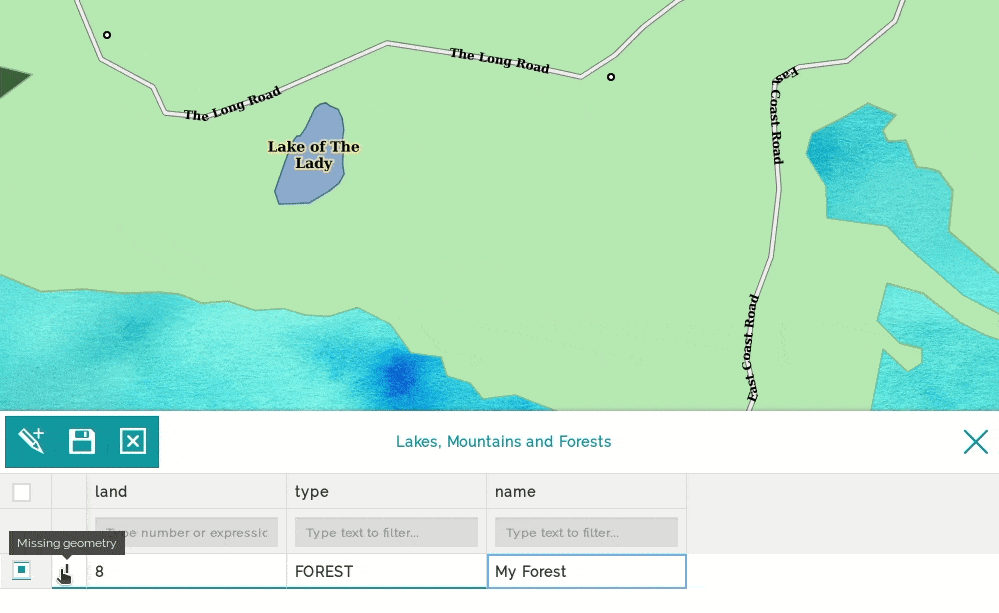 The Long Road
The Long Road
East
Coast Road
Lake of The
Lady
East Coast Road
Lakes, Mountains and Forests
land
type
name
ype number or expressic
Type text to filter...
Type text to filter...
Missing geometry
8
FOREST
My Forest